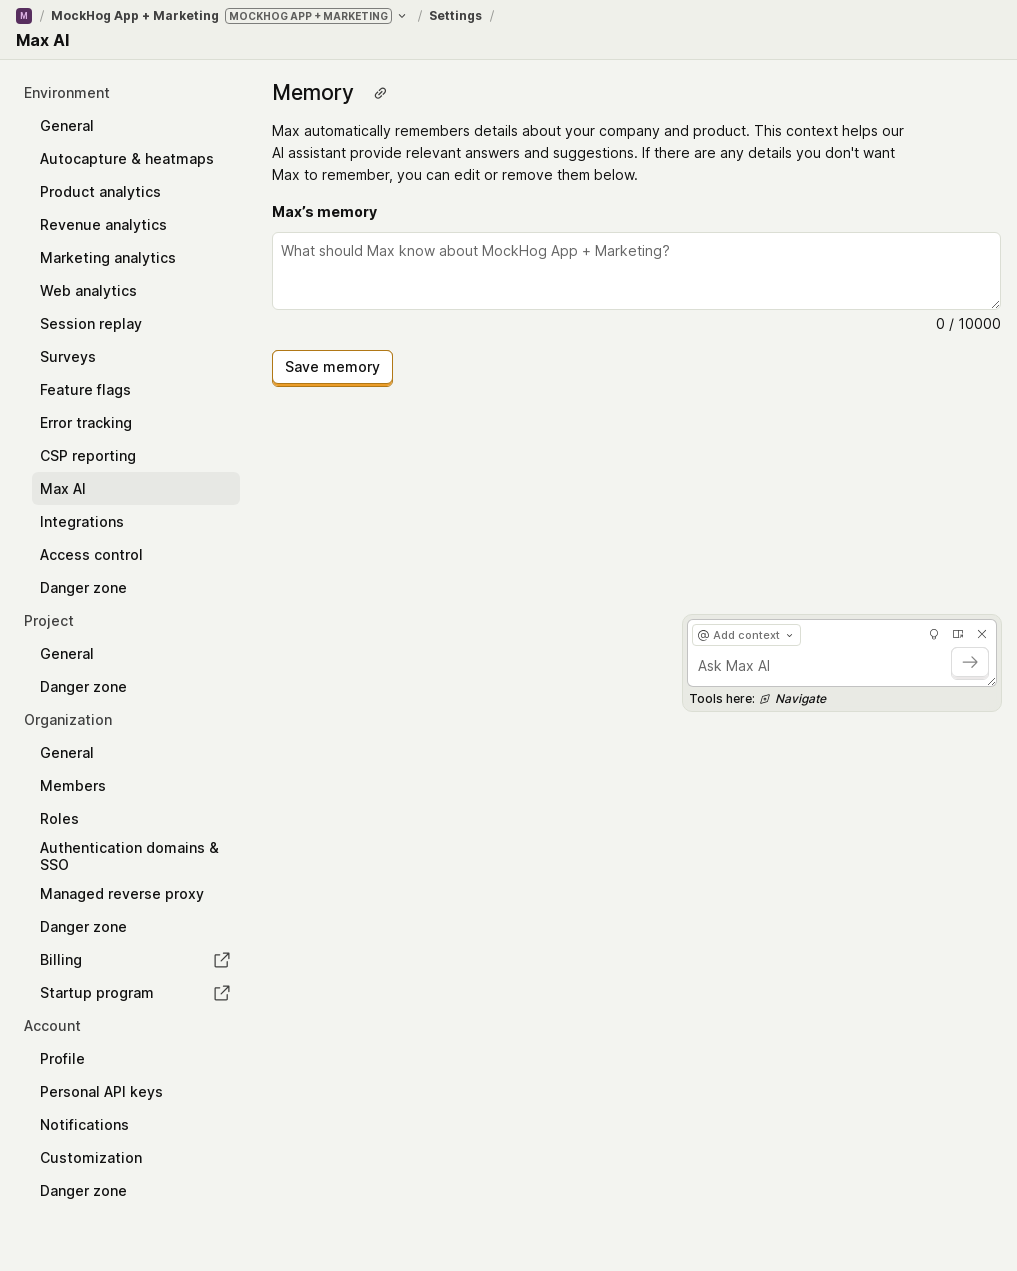 M / MockHog App + Marketing MOCKHOG APP + MARKETING / Settings /
Max AI
Environment
General
Autocapture & heatmaps
Product analytics
Revenue analytics
Marketing analytics
Web analytics
Session replay
Surveys
Feature flags
Error tracking
CSP reporting
Max AI
Integrations
Access control
Danger zone
Project
General
Danger zone
Organization
General
Members
Roles
Authentication domains &
SSO
Managed reverse proxy
Danger zone
Billing
Startup program
Account
Profile
Personal API keys
Notifications
Customization
Danger zone
Memory
Max automatically remembers details about your company and product. This context helps our
AI assistant provide relevant answers and suggestions. If there are any details you don't want
Max to remember, you can edit or remove them below.
Max’s memory
What should Max know about MockHog App + Marketing?
0 / 10000
Save memory
@ Add context
Ask Max AI
Tools here: Navigate